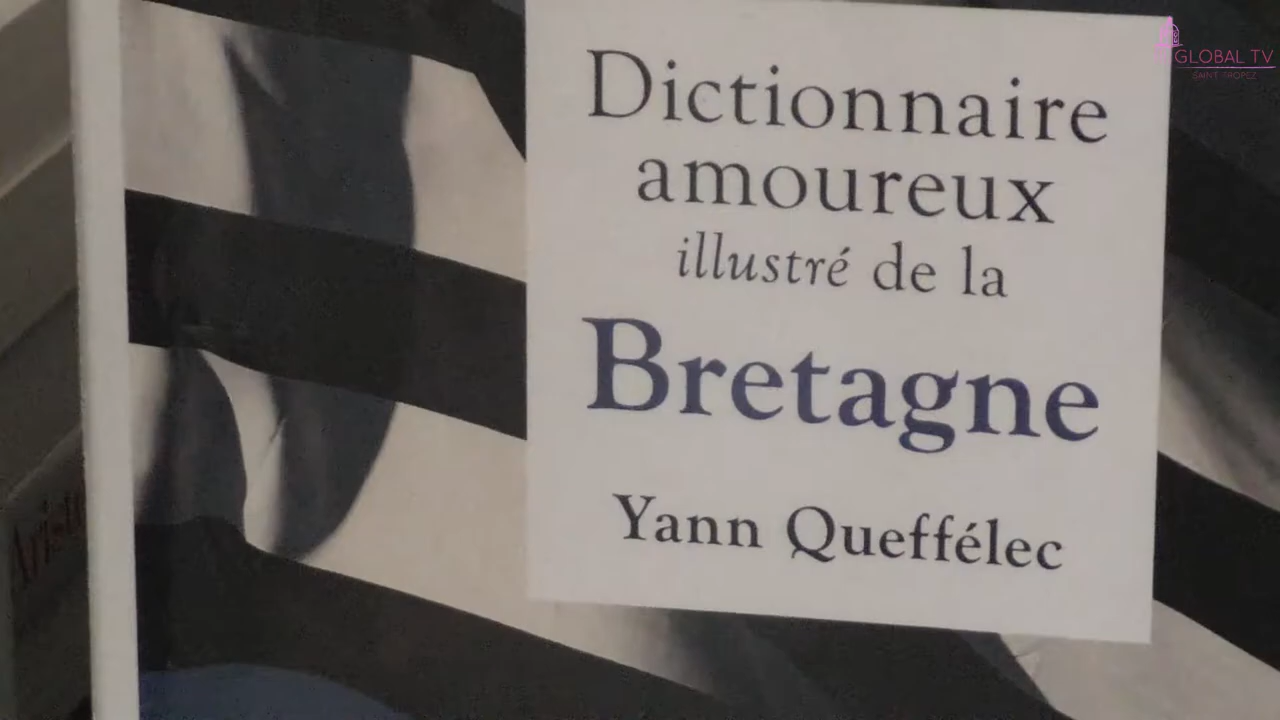 Dictionnaire
amoureux
illustré de la
Bretagne
Yann Queffélec
GLOBAL TV
SAINT-TROPEZ